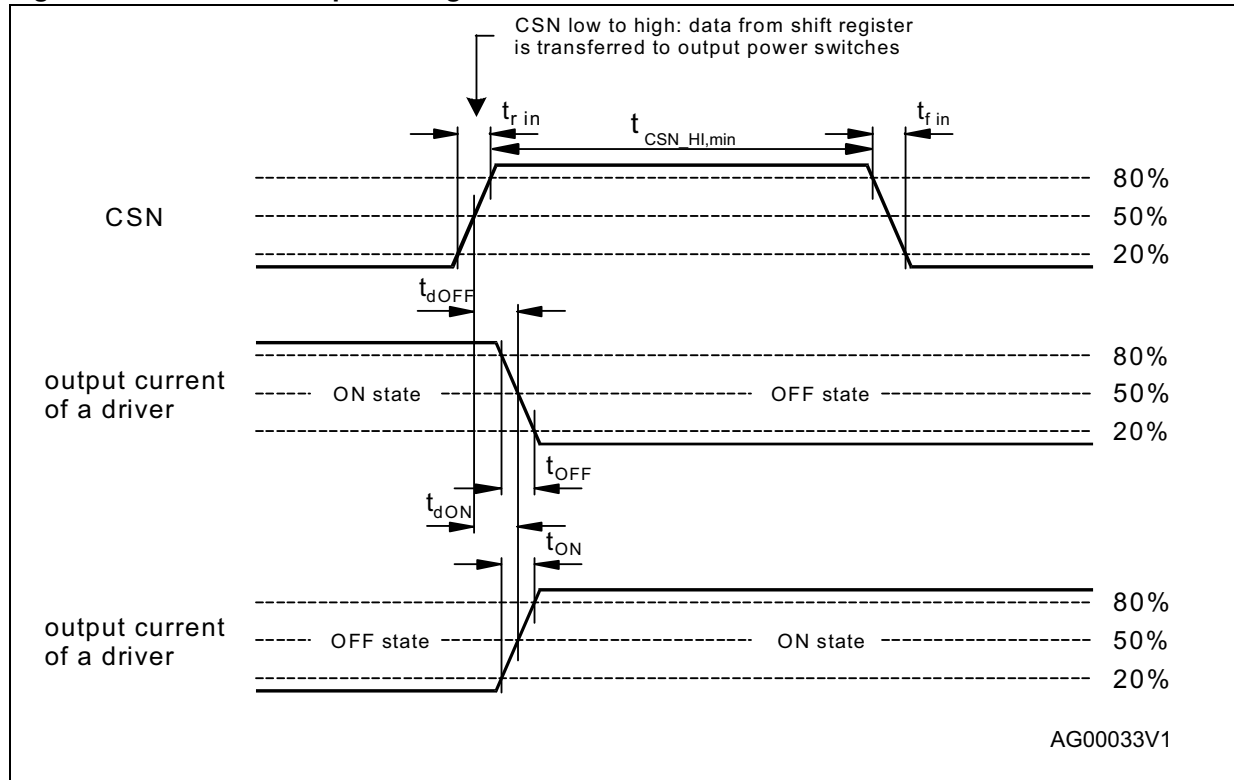 CSN low to high: data from shift register
is transferred to output power switches
t_r in
t_CSN_HI,min
t_f in
80%
CSN
50%
20%
t_dOFF
80%
output current
of a driver
ON state
OFF state
50%
20%
t_OFF
t_dON
t_ON
80%
output current
of a driver
OFF state
ON state
50%
20%
AG00033V1